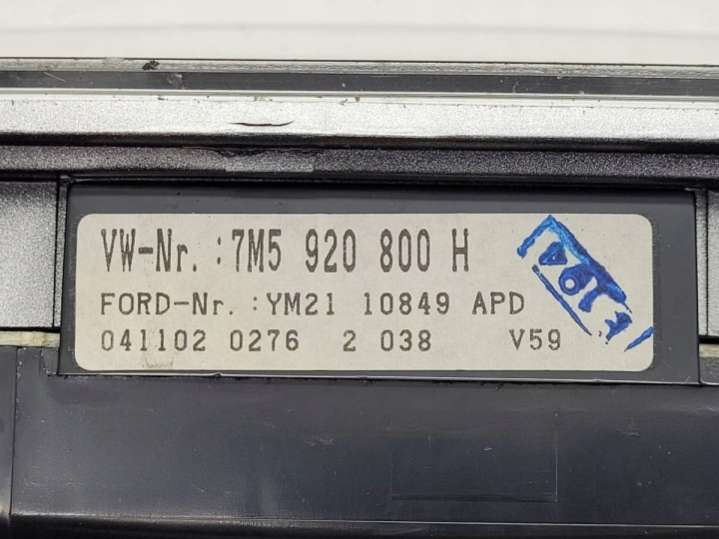 VW-Nr.:7M5 920 800 H
FORD-Nr.:YM21 10849 APD
041102 0276 2 038 V59